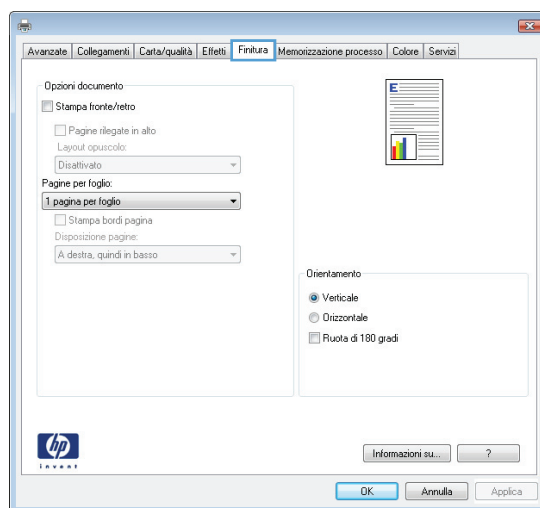 Avanzate Collegamenti Carta/qualità Effetti Finitura Memorizzazione processo Colore Servizi
Opzioni documento
Stampa fronte/retro
Pagine rilegate in alto
Layout opuscolo:
Disattivato
Pagine per foglio:
1 pagina per foglio
Stampa bordi pagina
Disposizione pagine:
A destra, quindi in basso
E
Orientamento
Verticale
Orizzontale
Ruota di 180 gradi
hp
invent
Informazioni su... ?
OK Annulla Applica